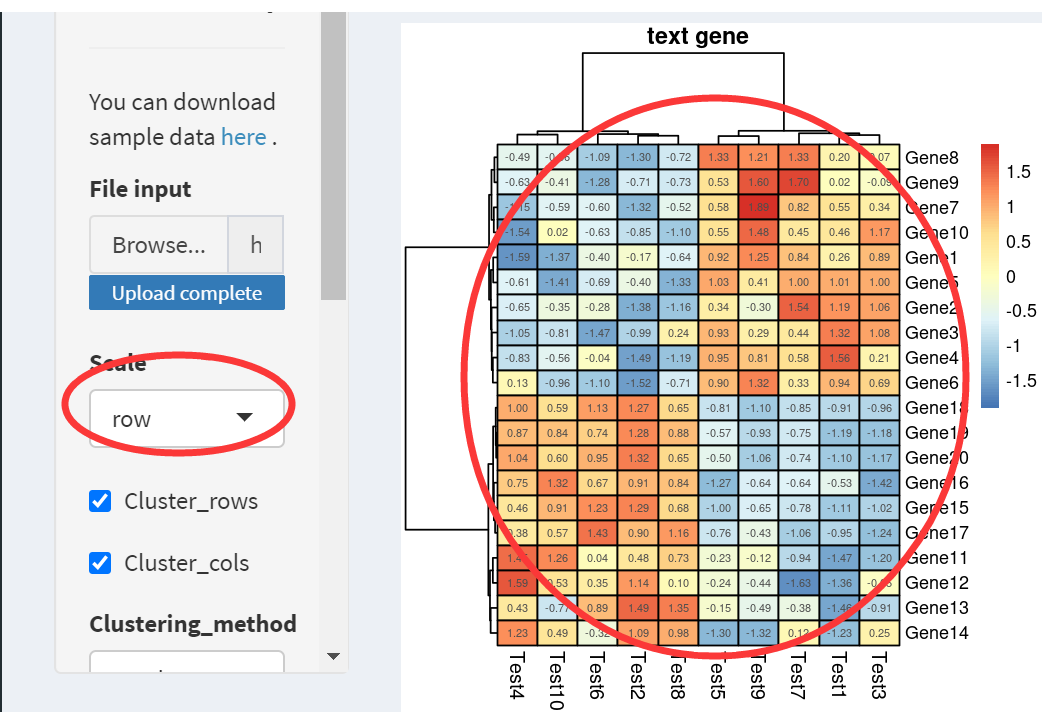 You can download
sample data here .
File input
Browse... h
Upload complete
Scale
row
Cluster_rows
Cluster_cols
Clustering_method
text gene
-0.49 -1.09 -1.30 -0.72 1.33 1.21 1.33 0.20 0.07 Gene8
-0.63 -0.41 -1.28 -0.71 -0.73 0.53 1.60 1.70 0.02 -0.09 Gene9
-1.15 -0.59 -0.60 -1.32 -0.52 0.58 1.89 0.82 0.55 0.34 Gene7
-1.54 0.02 -0.63 -0.85 -1.10 0.55 1.48 0.45 0.46 1.17 Gene10
-1.59 -1.37 -0.40 -0.17 -0.64 0.92 1.25 0.84 0.26 0.89 Gene1
-0.61 -1.41 -0.69 -0.40 -1.33 1.03 0.41 1.00 1.01 1.00 Gene5
-0.65 -0.35 -0.28 -1.38 -1.16 0.34 -0.30 1.54 1.19 1.06 Gene2
-1.05 -0.81 -1.47 -0.99 0.24 0.93 0.29 0.44 1.32 1.08 Gene3
-0.83 -0.56 -0.04 -1.49 -1.19 0.95 0.81 0.58 1.56 0.21 Gene4
0.13 -0.96 -1.10 -1.52 -0.71 0.90 1.32 0.33 0.94 0.69 Gene6
1.00 0.59 1.13 1.27 0.65 -0.81 -1.10 -0.85 -0.91 -0.96 Gene18
0.87 0.84 0.74 1.28 0.88 -0.57 -0.93 -0.75 -1.19 -1.18 Gene19
1.04 0.60 0.95 1.32 0.65 -0.50 -1.06 -0.74 -1.10 -1.17 Gene20
0.75 1.32 0.67 0.91 0.84 -1.27 -0.64 -0.64 -0.53 -1.42 Gene16
0.46 0.91 1.23 1.29 0.68 -1.00 -0.65 -0.78 -1.11 -1.02 Gene15
0.38 0.57 1.43 0.90 1.16 -0.76 -0.43 -1.06 -0.95 -1.24 Gene17
1.26 0.04 0.48 0.73 -0.23 -0.12 -0.94 -1.47 -1.20 Gene11
1.59 0.53 0.35 1.14 0.10 -0.24 -0.44 -1.63 -1.36 Gene12
0.43 -0.77 0.89 1.49 1.35 -0.15 -0.49 -0.38 -1.46 -0.91 Gene13
1.23 0.49 -0.32 1.09 0.98 -1.30 -1.32 0.12 -1.23 0.25 Gene14
Test4 Test10 Test6 Test2 Test8 Test5 Test9 Test7 Test1 Test3
1.5
1
0.5
0
-0.5
-1
-1.5